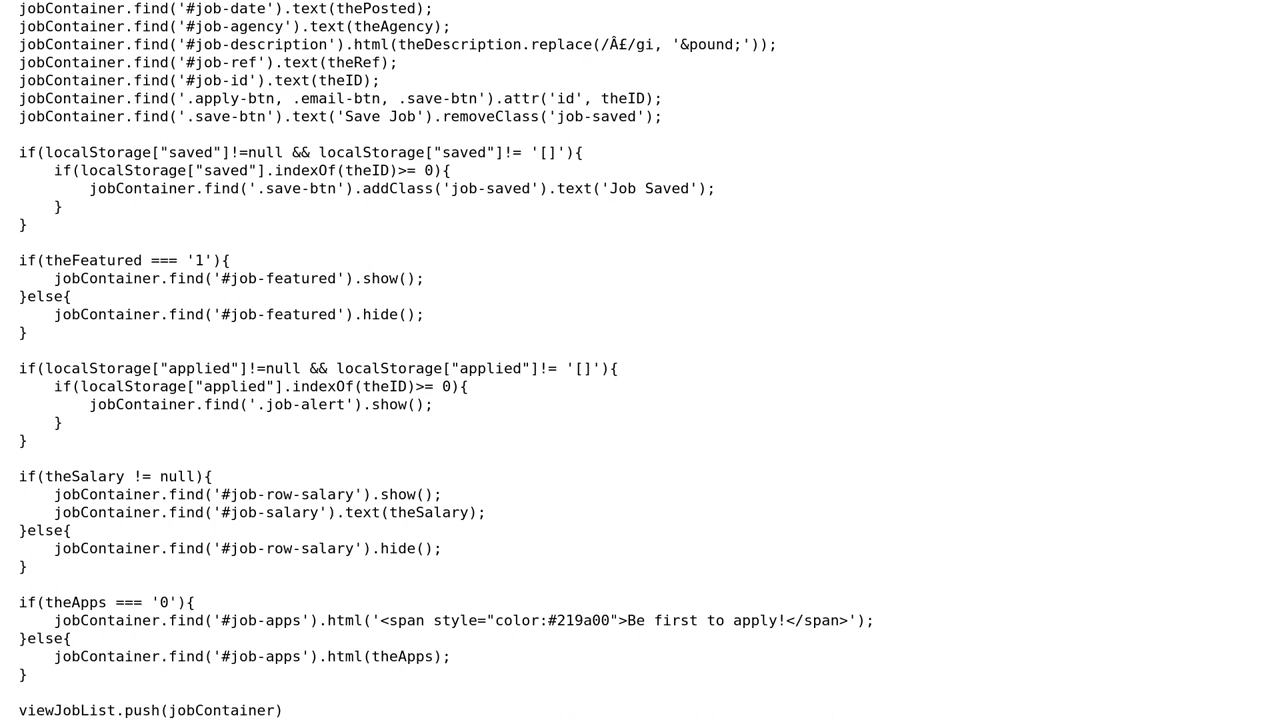 jobContainer.find('#job-date').text(thePosted);
jobContainer.find('#job-agency').text(theAgency);
jobContainer.find('#job-description').html(theDescription.replace(/Â£/gi, '&pound;'));
jobContainer.find('#job-ref').text(theRef);
jobContainer.find('#job-id').text(theID);
jobContainer.find('.apply-btn, .email-btn, .save-btn').attr('id', theID);
jobContainer.find('.save-btn').text('Save Job').removeClass('job-saved');

if(localStorage["saved"]!=null && localStorage["saved"]!= '[]'){
    if(localStorage["saved"].indexOf(theID)>= 0){
        jobContainer.find('.save-btn').addClass('job-saved').text('Job Saved');
    }
}

if(theFeatured === '1'){
    jobContainer.find('#job-featured').show();
}else{
    jobContainer.find('#job-featured').hide();
}

if(localStorage["applied"]!=null && localStorage["applied"]!= '[]'){
    if(localStorage["applied"].indexOf(theID)>= 0){
        jobContainer.find('.job-alert').show();
    }
}

if(theSalary != null){
    jobContainer.find('#job-row-salary').show();
    jobContainer.find('#job-salary').text(theSalary);
}else{
    jobContainer.find('#job-row-salary').hide();
}

if(theApps === '0'){
    jobContainer.find('#job-apps').html('<span style="color:#219a00">Be first to apply!</span>');
}else{
    jobContainer.find('#job-apps').html(theApps);
}

viewJobList.push(jobContainer)